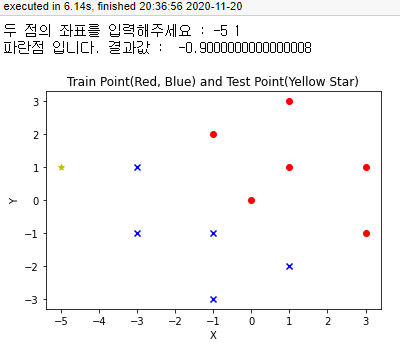 executed in 6.14s, finished 20:36:56 2020-11-20
두 점의 좌표를 입력해주세요 : -5 1
파란점 입니다. 결과값 :  -0.9000000000000008
Train Point(Red, Blue) and Test Point(Yellow Star)
3
2
1
0
−1
−2
−3
Y
−5 −4 −3 −2 −1 0 1 2 3
X